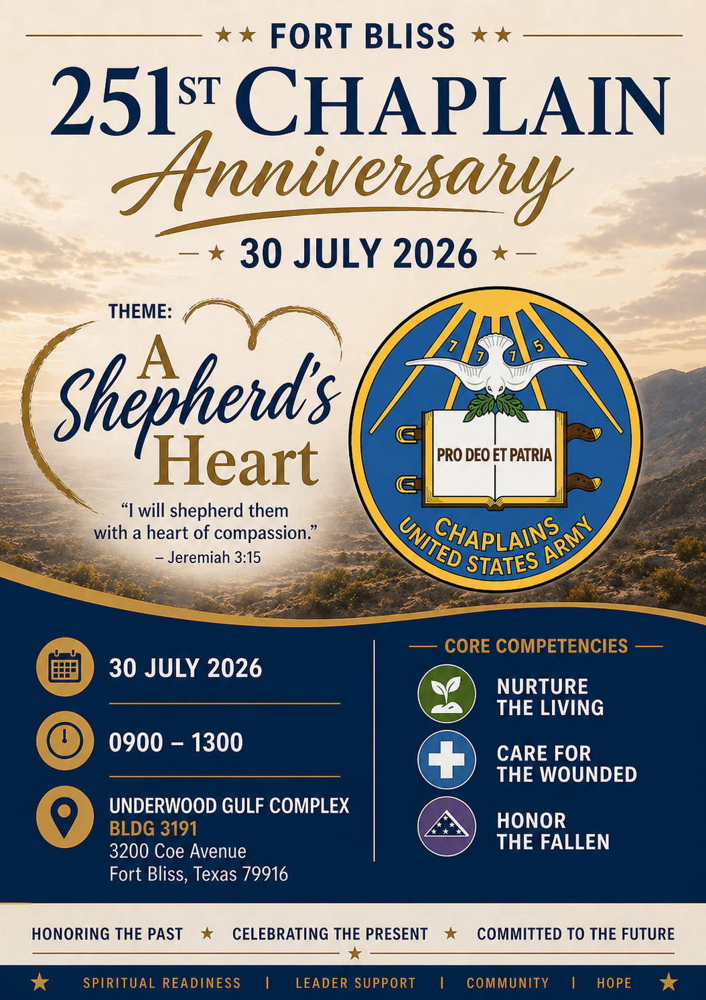 FORT BLISS
251ST CHAPLAIN
Anniversary
30 JULY 2026
THEME:
A
Shepherd's
Heart
“I will shepherd them
with a heart of compassion.”
– Jeremiah 3:15
7 7 7 5
PRO DEO ET PATRIA
CHAPLAINS
UNITED STATES ARMY
30 JULY 2026
0900 – 1300
UNDERWOOD GULF COMPLEX
BLDG 3191
3200 Coe Avenue
Fort Bliss, Texas 79916
CORE COMPETENCIES
NURTURE
THE LIVING
CARE FOR
THE WOUNDED
HONOR
THE FALLEN
HONORING THE PAST ★ CELEBRATING THE PRESENT ★ COMMITTED TO THE FUTURE
SPIRITUAL READINESS | LEADER SUPPORT | COMMUNITY | HOPE